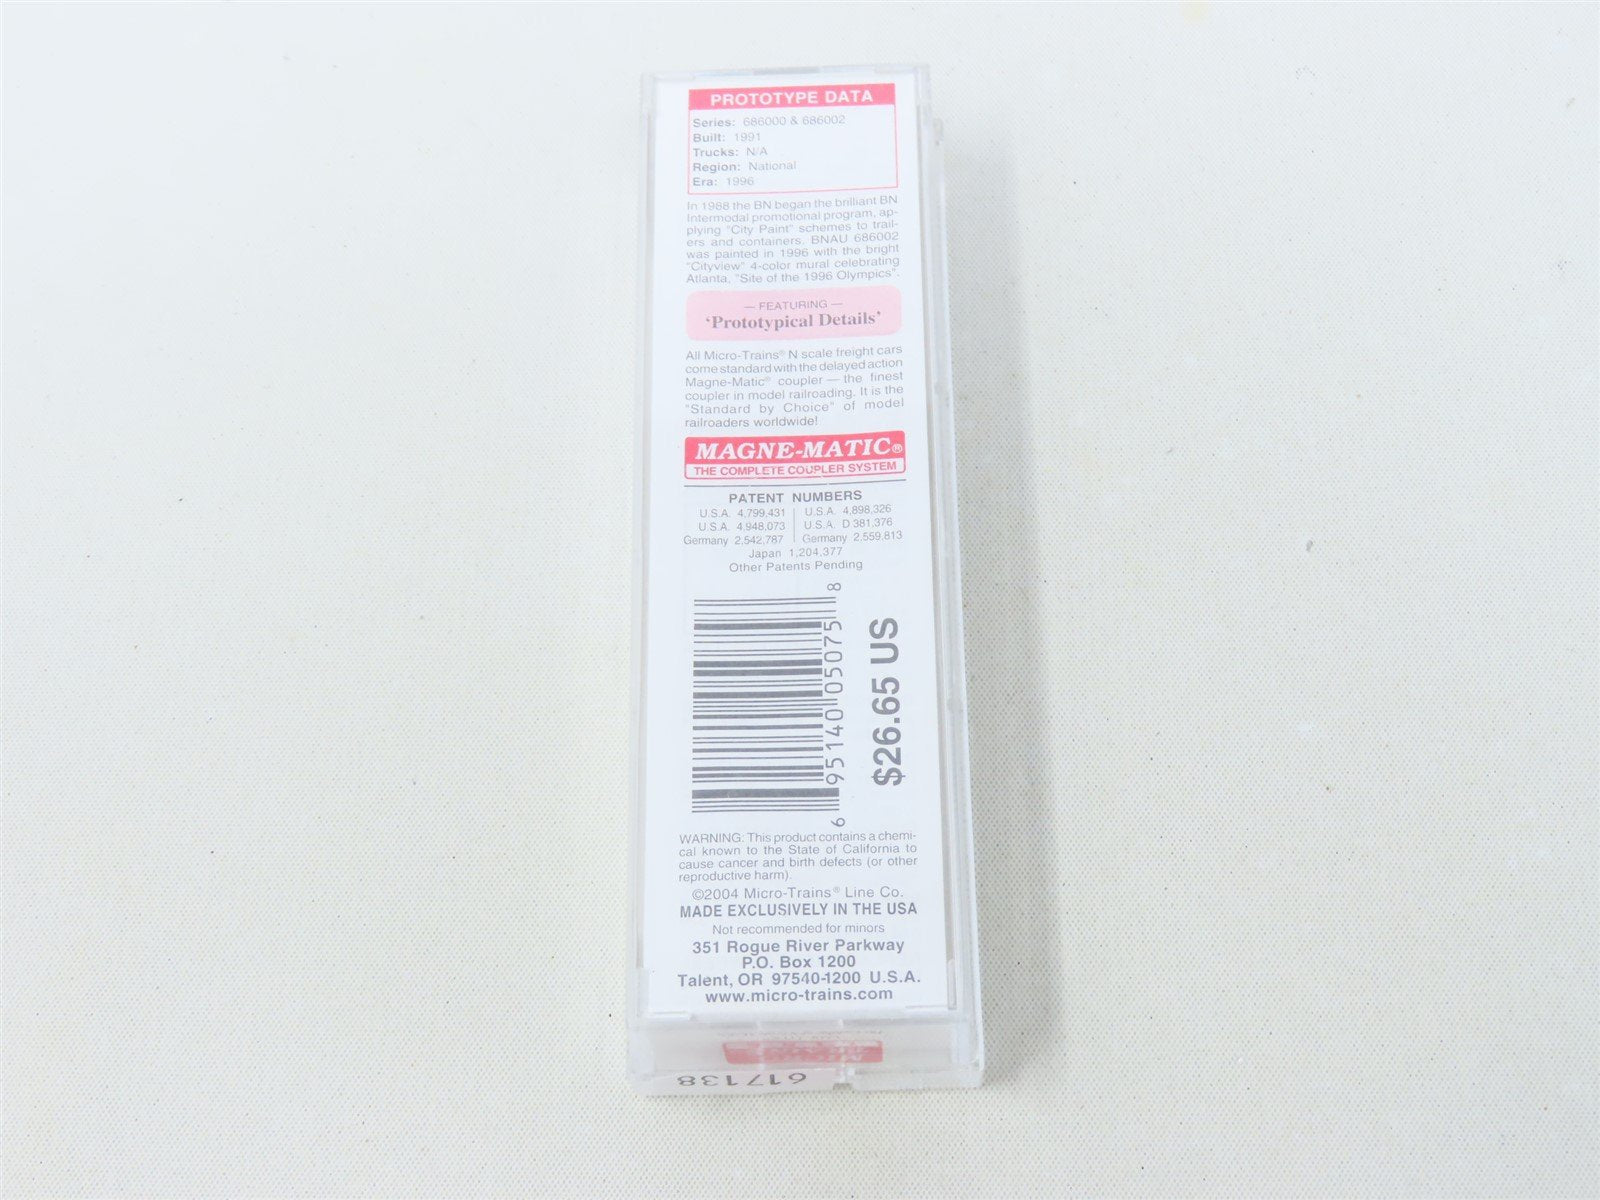 PROTOTYPE DATA
Series: 686000 & 686002
Built: 1991
Trucks: N/A
Region: National
Era: 1996
In 1988 the BN began the brilliant BN
Intermodal promotional program, ap-
plying "City Paint" schemes to trail-
ers and containers. BNAU 686002
was painted in 1996 with the bright
"Cityview" 4-color mural celebrating
Atlanta, "Site of the 1996 Olympics".
— FEATURING —
'Prototypical Details'
All Micro-Trains® N scale freight cars
come standard with the delayed action
Magne-Matic® coupler — the finest
coupler in model railroading. It is the
"Standard by Choice" of model
railroaders worldwide!
MAGNE-MATIC®
THE COMPLETE COUPLER SYSTEM
PATENT NUMBERS
U.S.A. 4,799,431 U.S.A. 4,898,326
U.S.A. 4,948,073 U.S.A. D 381,376
Germany 2,542,787 Germany 2,559,813
Japan 1,204,377
Other Patents Pending
6 95140 05075 8
$26.65 US
WARNING: This product contains a chemi-
cal known to the State of California to
cause cancer and birth defects (or other
reproductive harm).
©2004 Micro-Trains® Line Co.
MADE EXCLUSIVELY IN THE USA
Not recommended for minors
351 Rogue River Parkway
P.O. Box 1200
Talent, OR 97540-1200 U.S.A.
www.micro-trains.com
617138